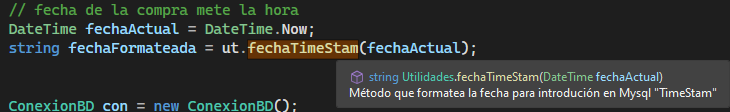 // fecha de la compra mete la hora
DateTime fechaActual = DateTime.Now;
string fechaFormateada = ut.fechaTimeStam(fechaActual);
string Utilidades.fechaTimeStam(DateTime fechaActual)
Método que formatea la fecha para introdución en Mysql "TimeStam"
ConexionBD con = new ConexionBD();